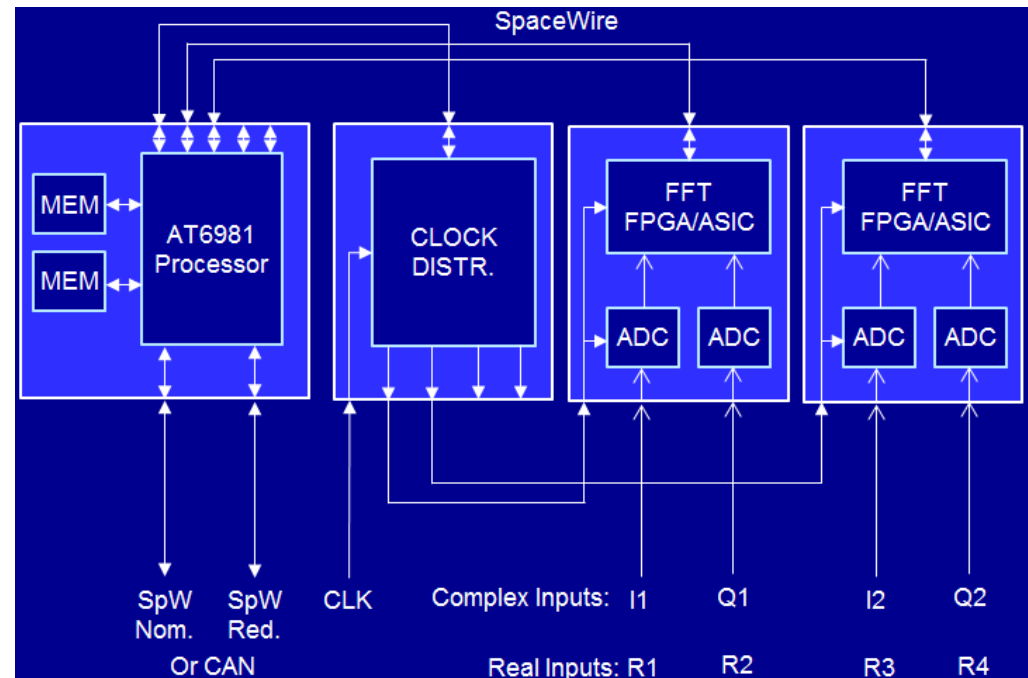 SpaceWire
MEM
MEM
AT6981
Processor
CLOCK
DISTR.
FFT
FPGA/ASIC
ADC
ADC
FFT
FPGA/ASIC
ADC
ADC
SpW
Nom.
SpW
Red.
Or CAN
CLK
Complex Inputs: I1 Q1 I2 Q2
Real Inputs: R1 R2 R3 R4